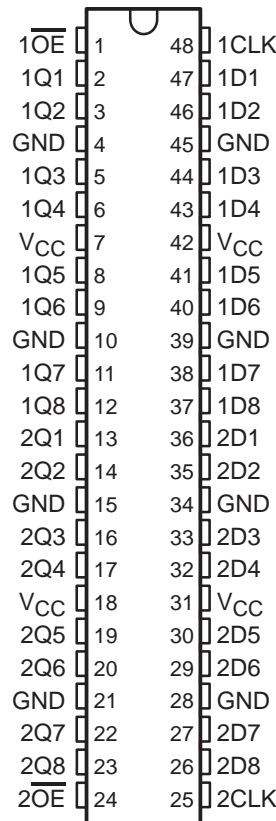 1O̅E̅ 1 48 1CLK
1Q1 2 47 1D1
1Q2 3 46 1D2
GND 4 45 GND
1Q3 5 44 1D3
1Q4 6 43 1D4
VCC 7 42 VCC
1Q5 8 41 1D5
1Q6 9 40 1D6
GND 10 39 GND
1Q7 11 38 1D7
1Q8 12 37 1D8
2Q1 13 36 2D1
2Q2 14 35 2D2
GND 15 34 GND
2Q3 16 33 2D3
2Q4 17 32 2D4
VCC 18 31 VCC
2Q5 19 30 2D5
2Q6 20 29 2D6
GND 21 28 GND
2Q7 22 27 2D7
2Q8 23 26 2D8
2O̅E̅ 24 25 2CLK